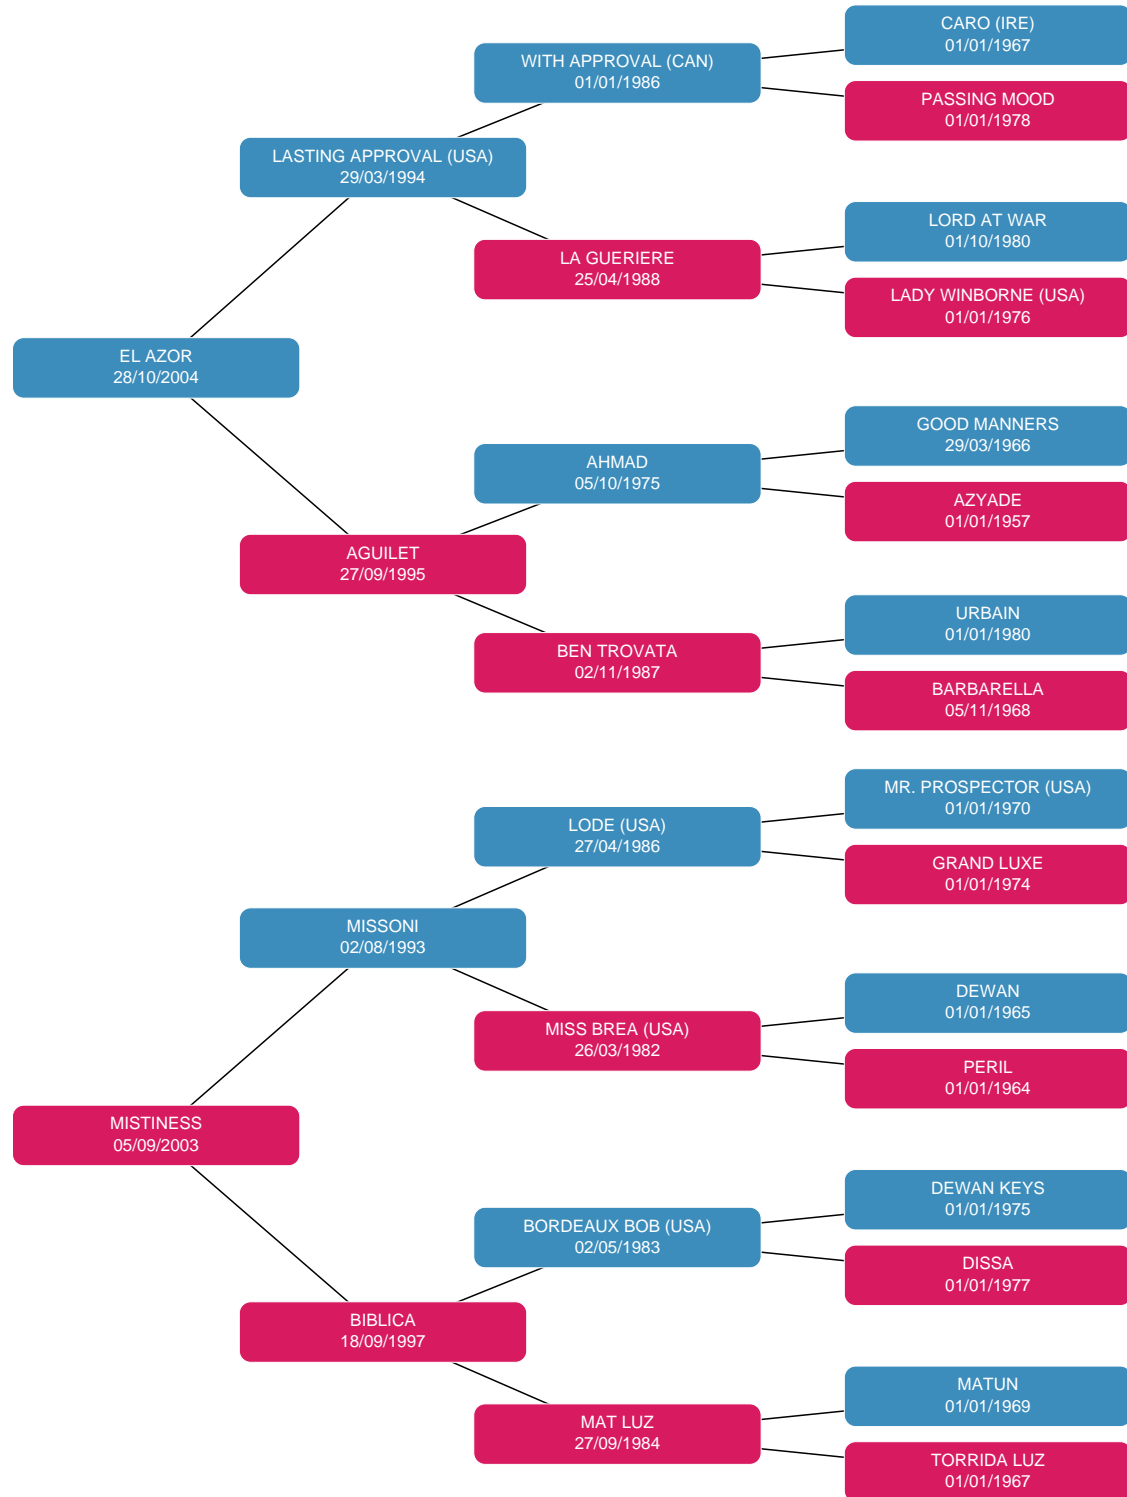 CARO (IRE)
01/01/1967
WITH APPROVAL (CAN)
01/01/1986
PASSING MOOD
01/01/1978
LASTING APPROVAL (USA)
29/03/1994
LORD AT WAR
01/10/1980
LA GUERIERE
25/04/1988
LADY WINBORNE (USA)
01/01/1976
EL AZOR
28/10/2004
GOOD MANNERS
29/03/1966
AHMAD
05/10/1975
AZYADE
01/01/1957
AGUILET
27/09/1995
URBAIN
01/01/1980
BEN TROVATA
02/11/1987
BARBARELLA
05/11/1968
MR. PROSPECTOR (USA)
01/01/1970
LODE (USA)
27/04/1986
GRAND LUXE
01/01/1974
MISSONI
02/08/1993
DEWAN
01/01/1965
MISS BREA (USA)
26/03/1982
PERIL
01/01/1964
MISTINESS
05/09/2003
DEWAN KEYS
01/01/1975
BORDEAUX BOB (USA)
02/05/1983
DISSA
01/01/1977
BIBLICA
18/09/1997
MATUN
01/01/1969
MAT LUZ
27/09/1984
TORRIDA LUZ
01/01/1967